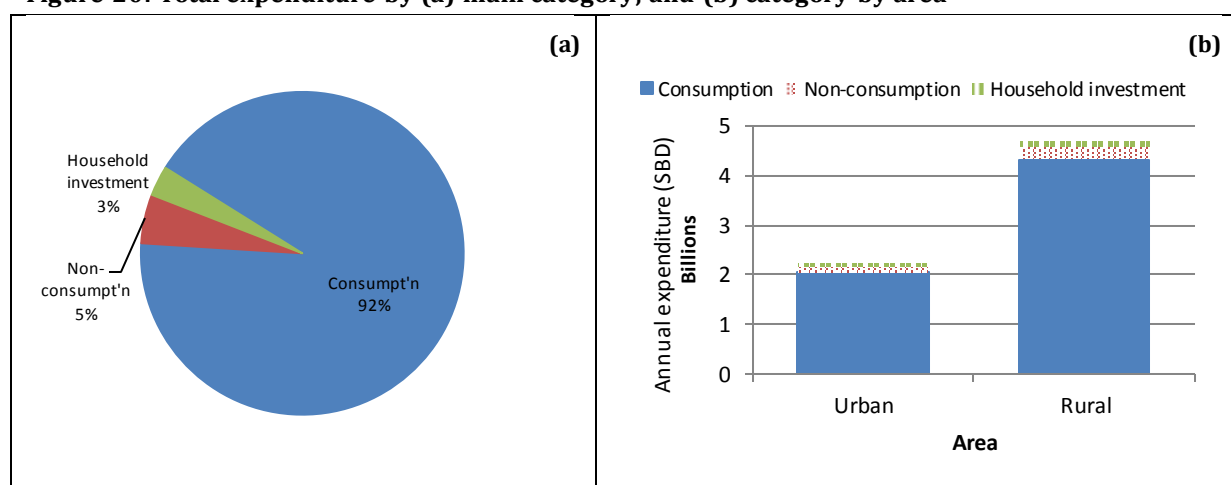 Figure 20: Total expenditure by (a) main category, and (b) category by area
(a)
Household
investment
3%
Non-
consumpt'n
5%
Consumpt'n
92%
(b)
Consumption Non-consumption Household investment
Annual expenditure (SBD)
Billions
5
4
3
2
1
0
Urban Rural
Area